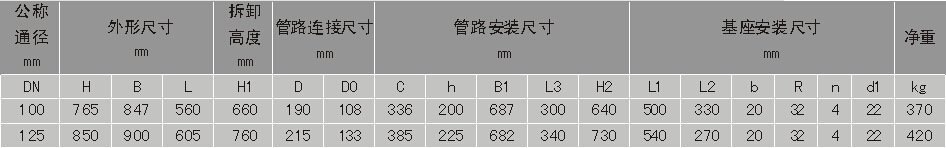 公称通径 mm 外形尺寸 mm 拆卸高度 mm 管路连接尺寸 mm 管路安装尺寸 mm 基座安装尺寸 mm 净重
DN H B L H1 D D0 C h B1 L3 H2 L1 L2 b R n d1 kg
100 765 847 560 660 190 108 336 200 687 300 640 500 330 20 32 4 22 370
125 850 900 605 760 215 133 385 225 682 340 730 540 270 20 32 4 22 420